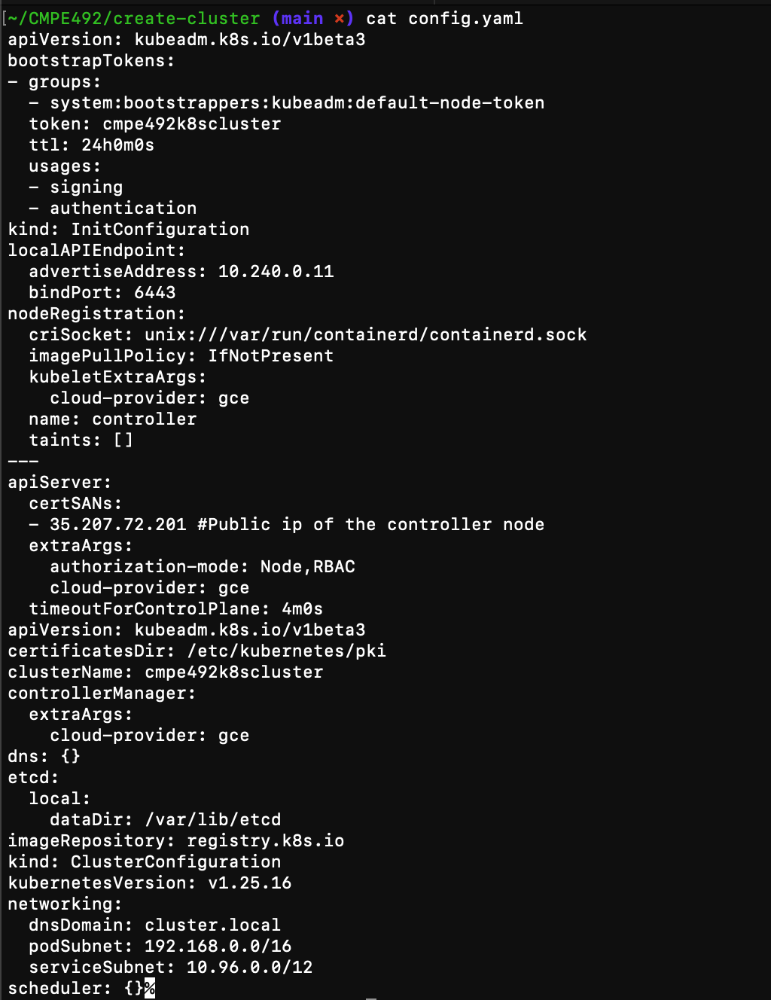 [~/CMPE492/create-cluster (main ×) cat config.yaml
apiVersion: kubeadm.k8s.io/v1beta3
bootstrapTokens:
- groups:
  - system:bootstrappers:kubeadm:default-node-token
  token: cmpe492k8scluster
  ttl: 24h0m0s
  usages:
  - signing
  - authentication
kind: InitConfiguration
localAPIEndpoint:
  advertiseAddress: 10.240.0.11
  bindPort: 6443
nodeRegistration:
  criSocket: unix:///var/run/containerd/containerd.sock
  imagePullPolicy: IfNotPresent
  kubeletExtraArgs:
    cloud-provider: gce
  name: controller
  taints: []
---
apiServer:
  certSANs:
  - 35.207.72.201 #Public ip of the controller node
  extraArgs:
    authorization-mode: Node,RBAC
    cloud-provider: gce
  timeoutForControlPlane: 4m0s
apiVersion: kubeadm.k8s.io/v1beta3
certificatesDir: /etc/kubernetes/pki
clusterName: cmpe492k8scluster
controllerManager:
  extraArgs:
    cloud-provider: gce
dns: {}
etcd:
  local:
    dataDir: /var/lib/etcd
imageRepository: registry.k8s.io
kind: ClusterConfiguration
kubernetesVersion: v1.25.16
networking:
  dnsDomain: cluster.local
  podSubnet: 192.168.0.0/16
  serviceSubnet: 10.96.0.0/12
scheduler: {}%